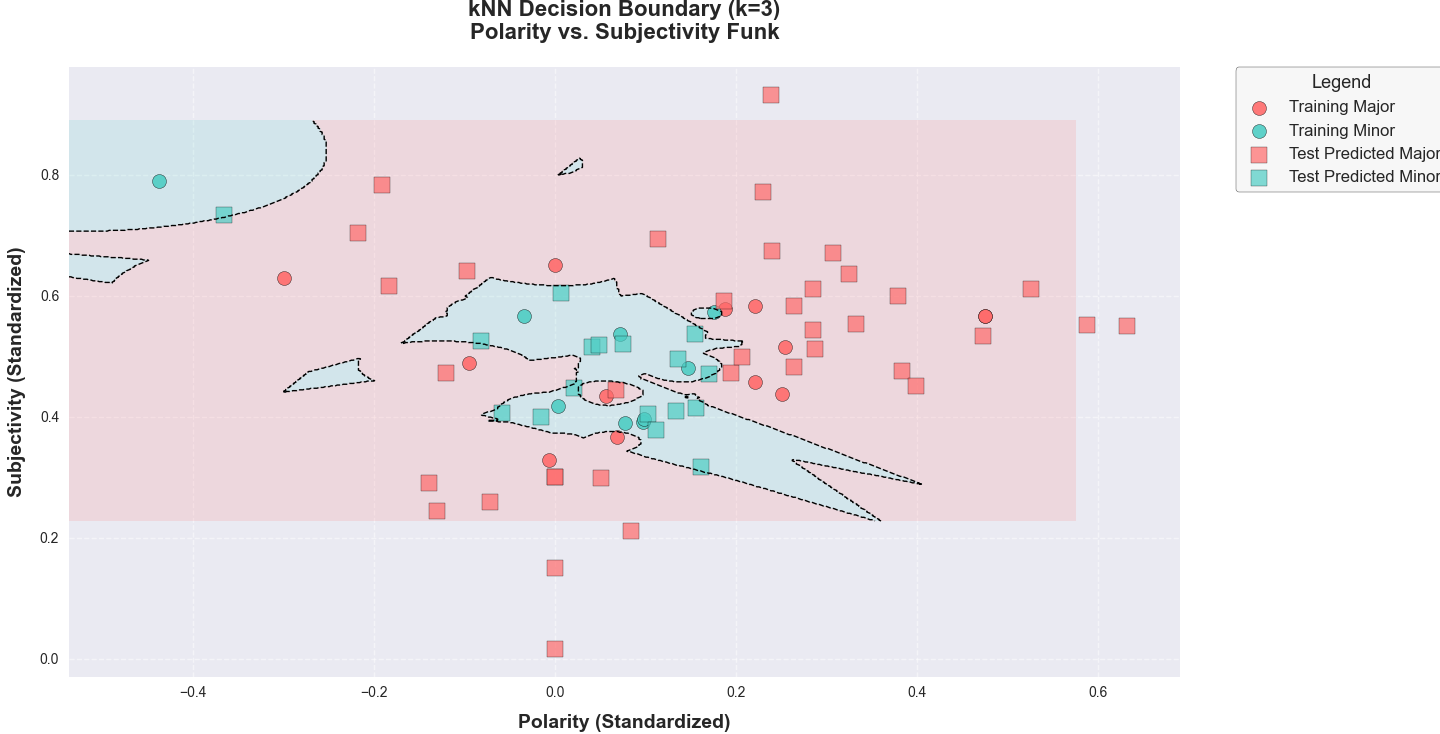 kNN Decision Boundary (k=3)
Polarity vs. Subjectivity Funk
Legend
Training Major
Training Minor
Test Predicted Major
Test Predicted Minor
Subjectivity (Standardized)
0.8
0.6
0.4
0.2
0.0
−0.4
−0.2
0.0
0.2
0.4
0.6
Polarity (Standardized)